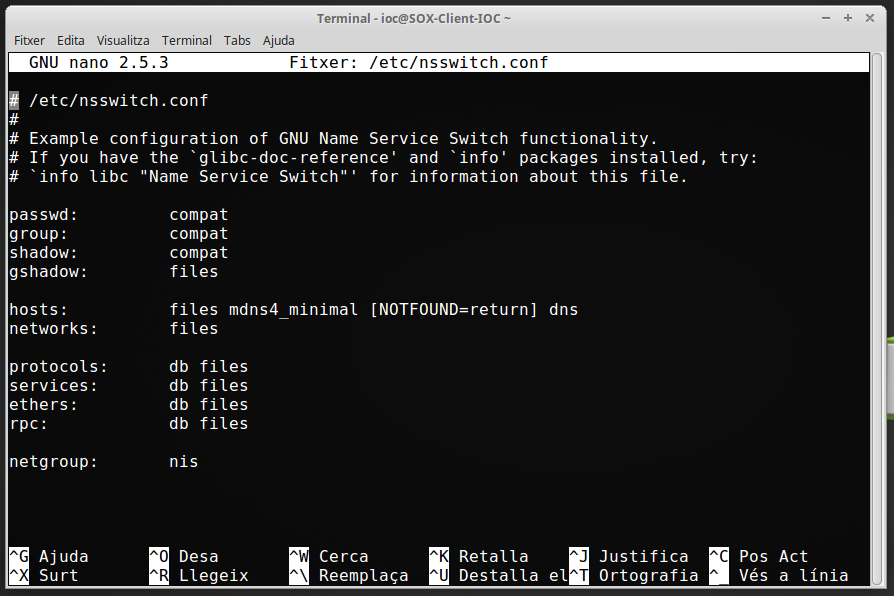 Terminal - ioc@SOX-Client-IOC ~
Fitxer Edita Visualitza Terminal Tabs Ajuda
GNU nano 2.5.3 Fitxer: /etc/nsswitch.conf
# /etc/nsswitch.conf
#
# Example configuration of GNU Name Service Switch functionality.
# If you have the `glibc-doc-reference' and `info' packages installed, try:
# `info libc "Name Service Switch"' for information about this file.
passwd: compat
group: compat
shadow: compat
gshadow: files
hosts: files mdns4_minimal [NOTFOUND=return] dns
networks: files
protocols: db files
services: db files
ethers: db files
rpc: db files
netgroup: nis
^G Ajuda ^O Desa ^W Cerca ^K Retalla ^J Justifica ^C Pos Act
^X Surt ^R Llegeix ^\ Reemplaça ^U Destalla el^T Ortografia ^_ Vés a línia